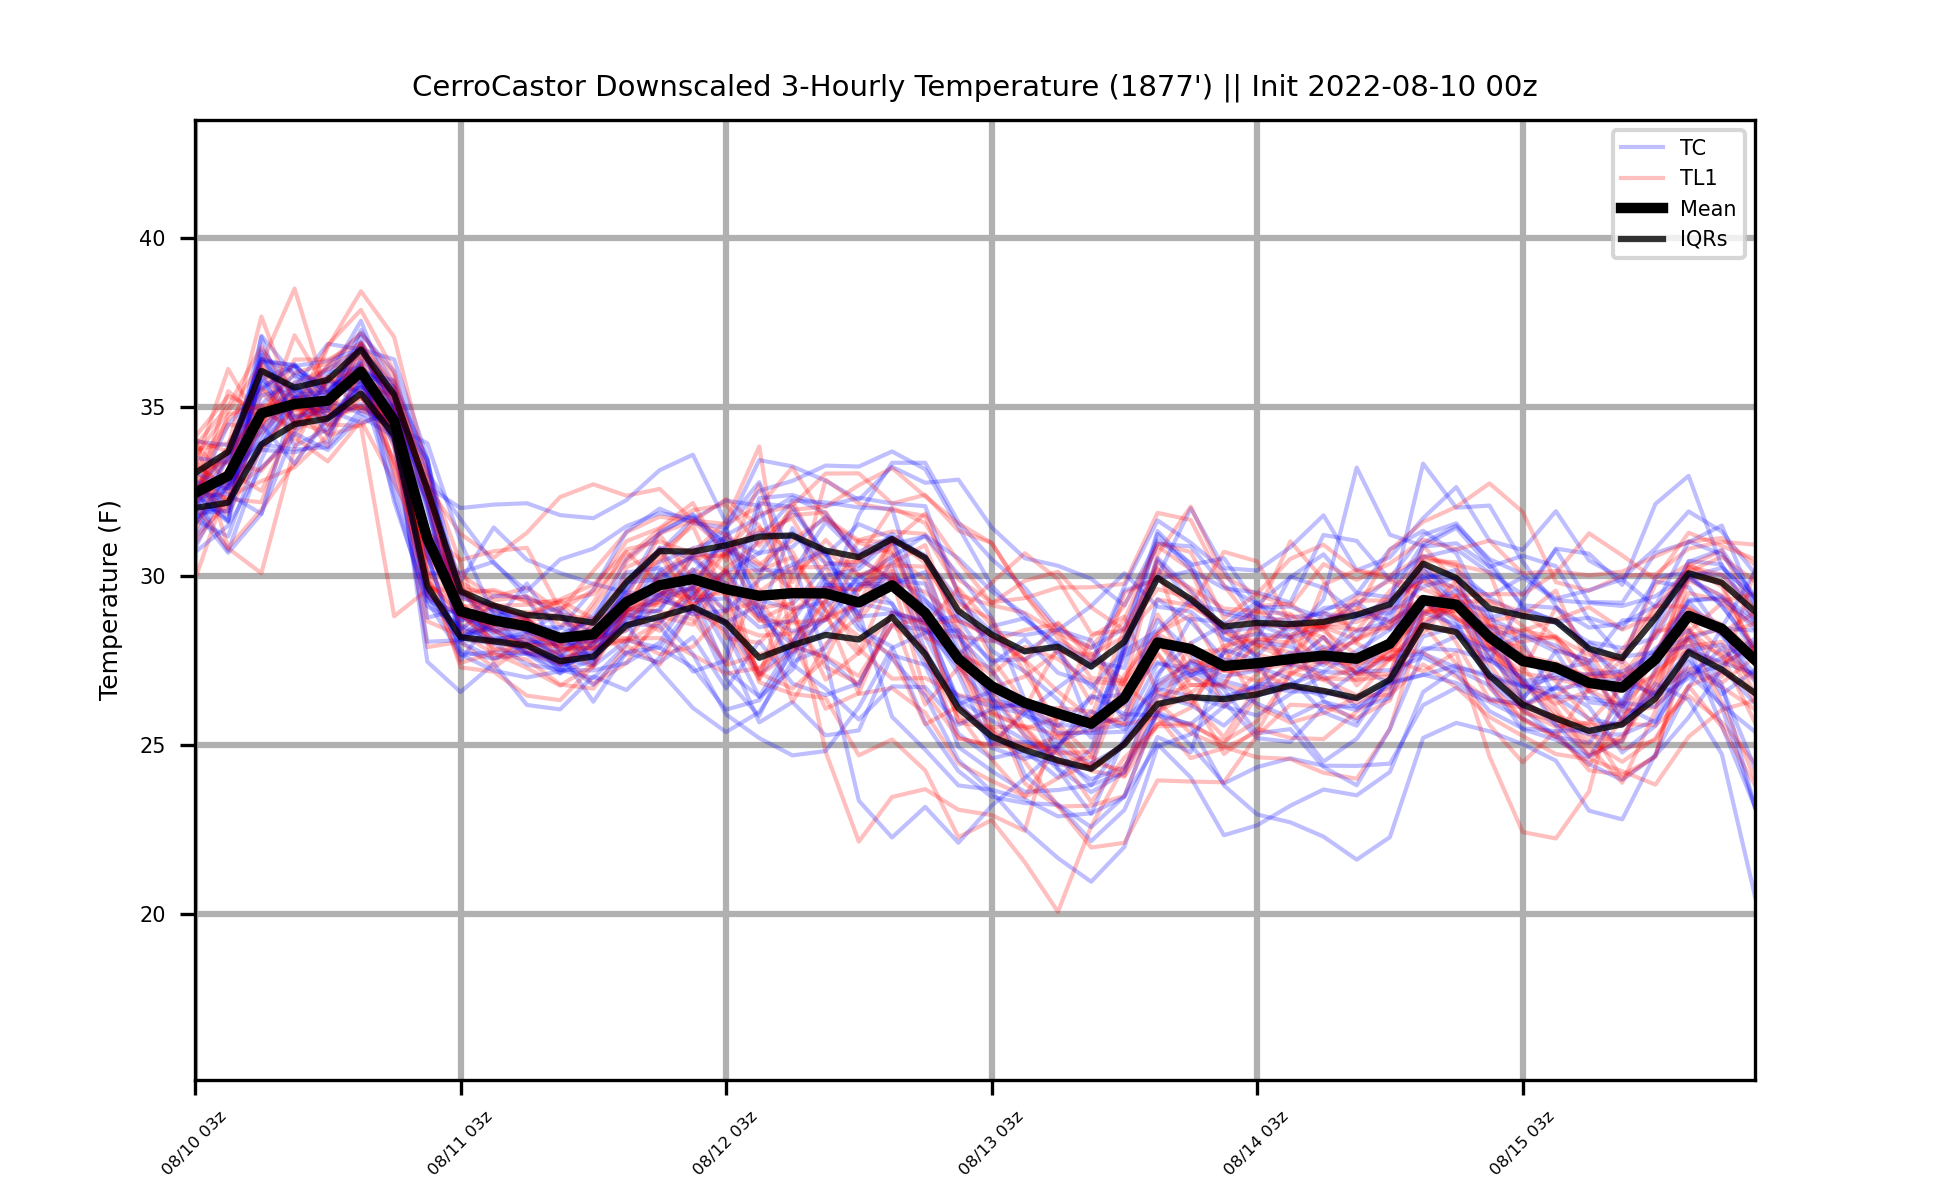 CerroCastor Downscaled 3-Hourly Temperature (1877') || Init 2022-08-10 00z
TC
TL1
Mean
IQRs
Temperature (F)
40
35
30
25
20
08/10 03z
08/11 03z
08/12 03z
08/13 03z
08/14 03z
08/15 03z